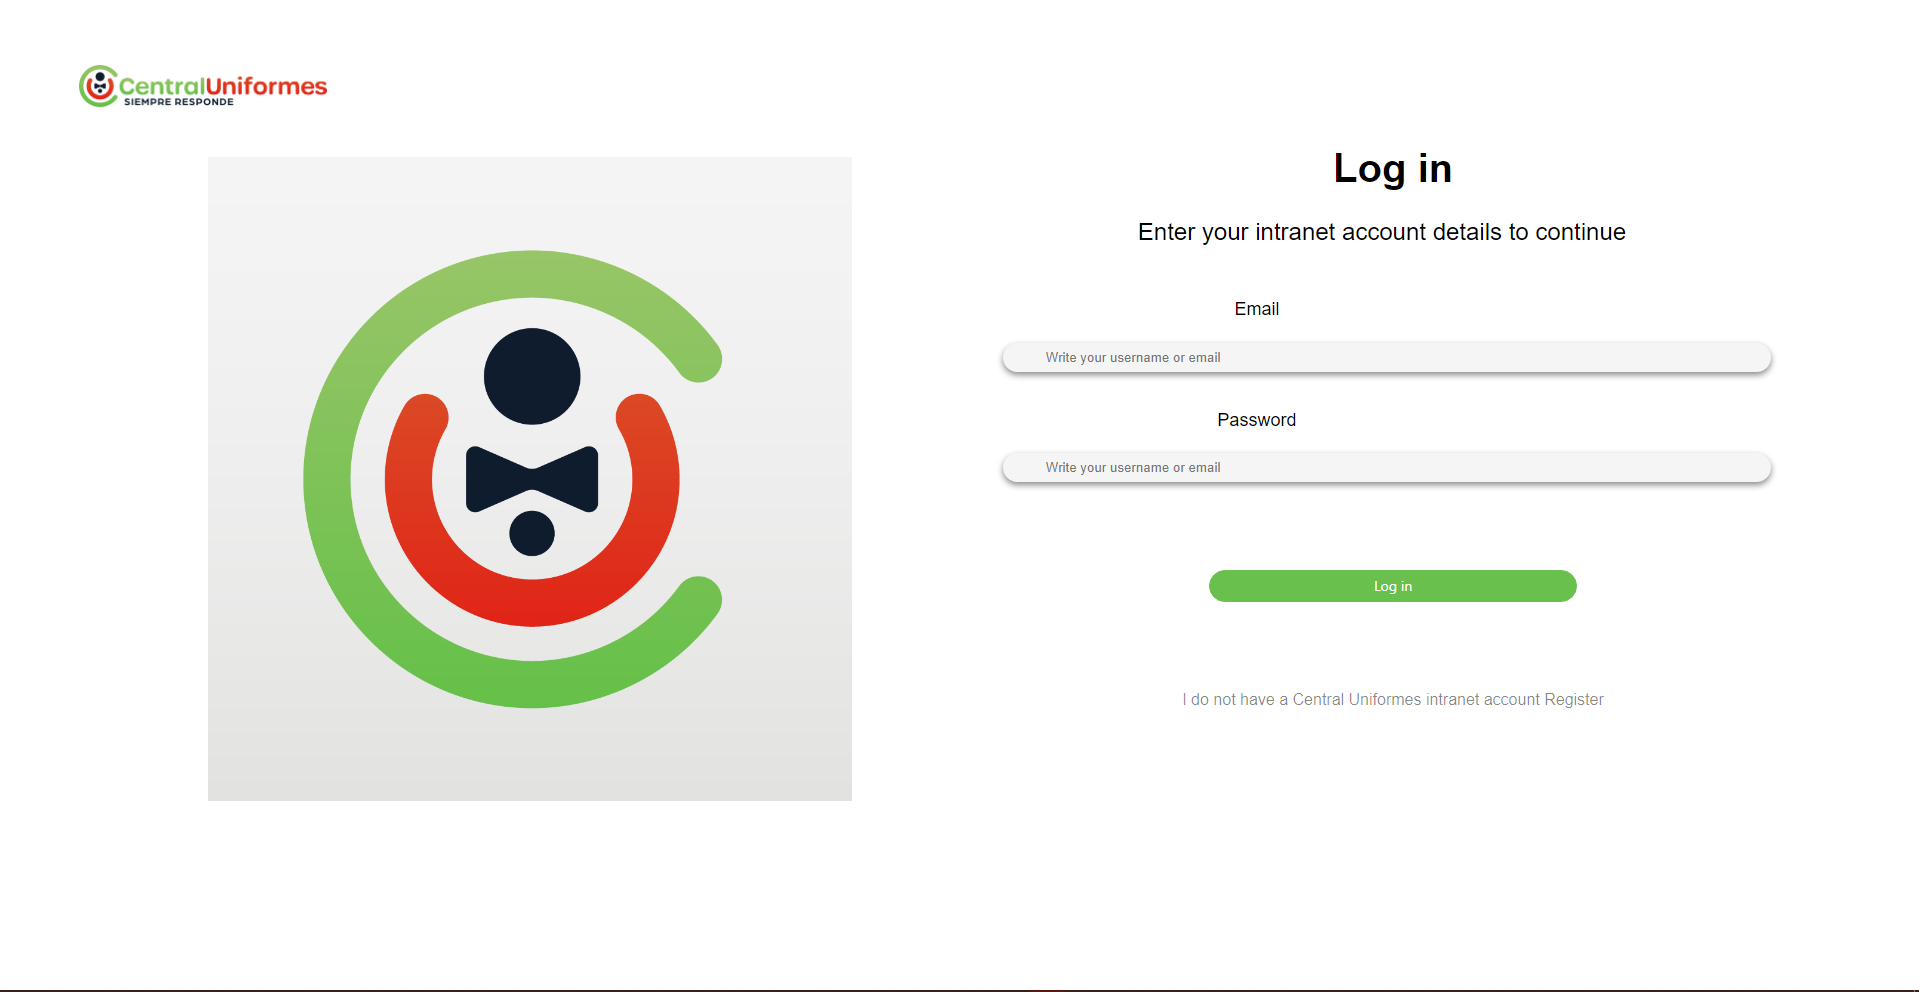 CentralUniformes
SIEMPRE RESPONDE
Log in
Enter your intranet account details to continue
Email
Write your username or email
Password
Write your username or email
Log in
I do not have a Central Uniformes intranet account Register